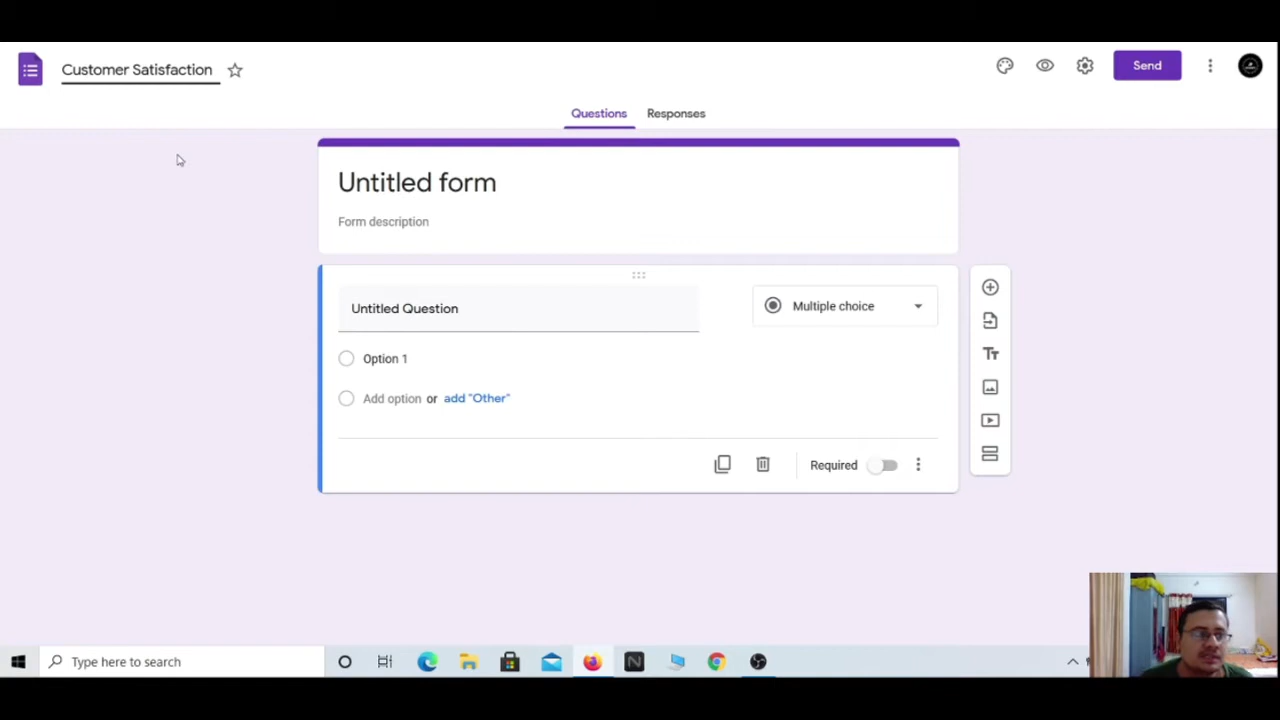 Customer Satisfaction
Send
Questions
Responses
Untitled form
Form description
Untitled Question
Multiple choice
Option 1
Add option or add "Other"
Required
Type here to search